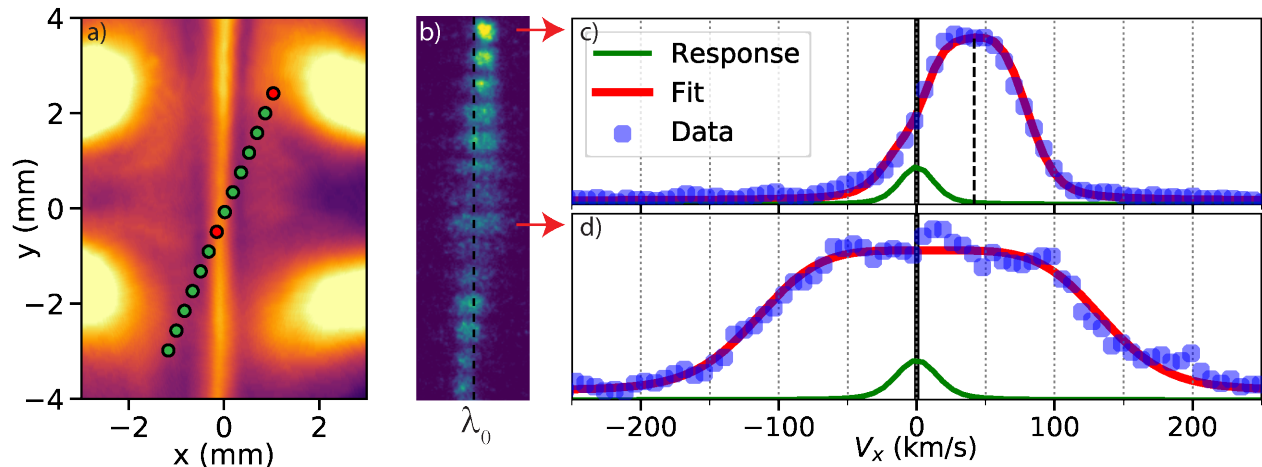 a)
4
2
0
−2
−4
y (mm)
−2
0
2
x (mm)
b)
λ₀
c)
Response
Fit
Data
d)
−200
−100
0
100
200
Vₓ (km/s)